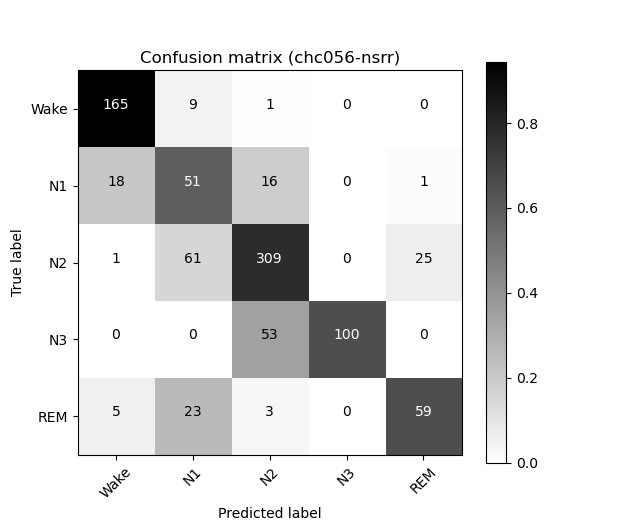 Confusion matrix (chc056-nsrr)
True label
Wake 165 9 1 0 0
N1 18 51 16 0 1
N2 1 61 309 0 25
N3 0 0 53 100 0
REM 5 23 3 0 59
Wake N1 N2 N3 REM
Predicted label
0.8
0.6
0.4
0.2
0.0